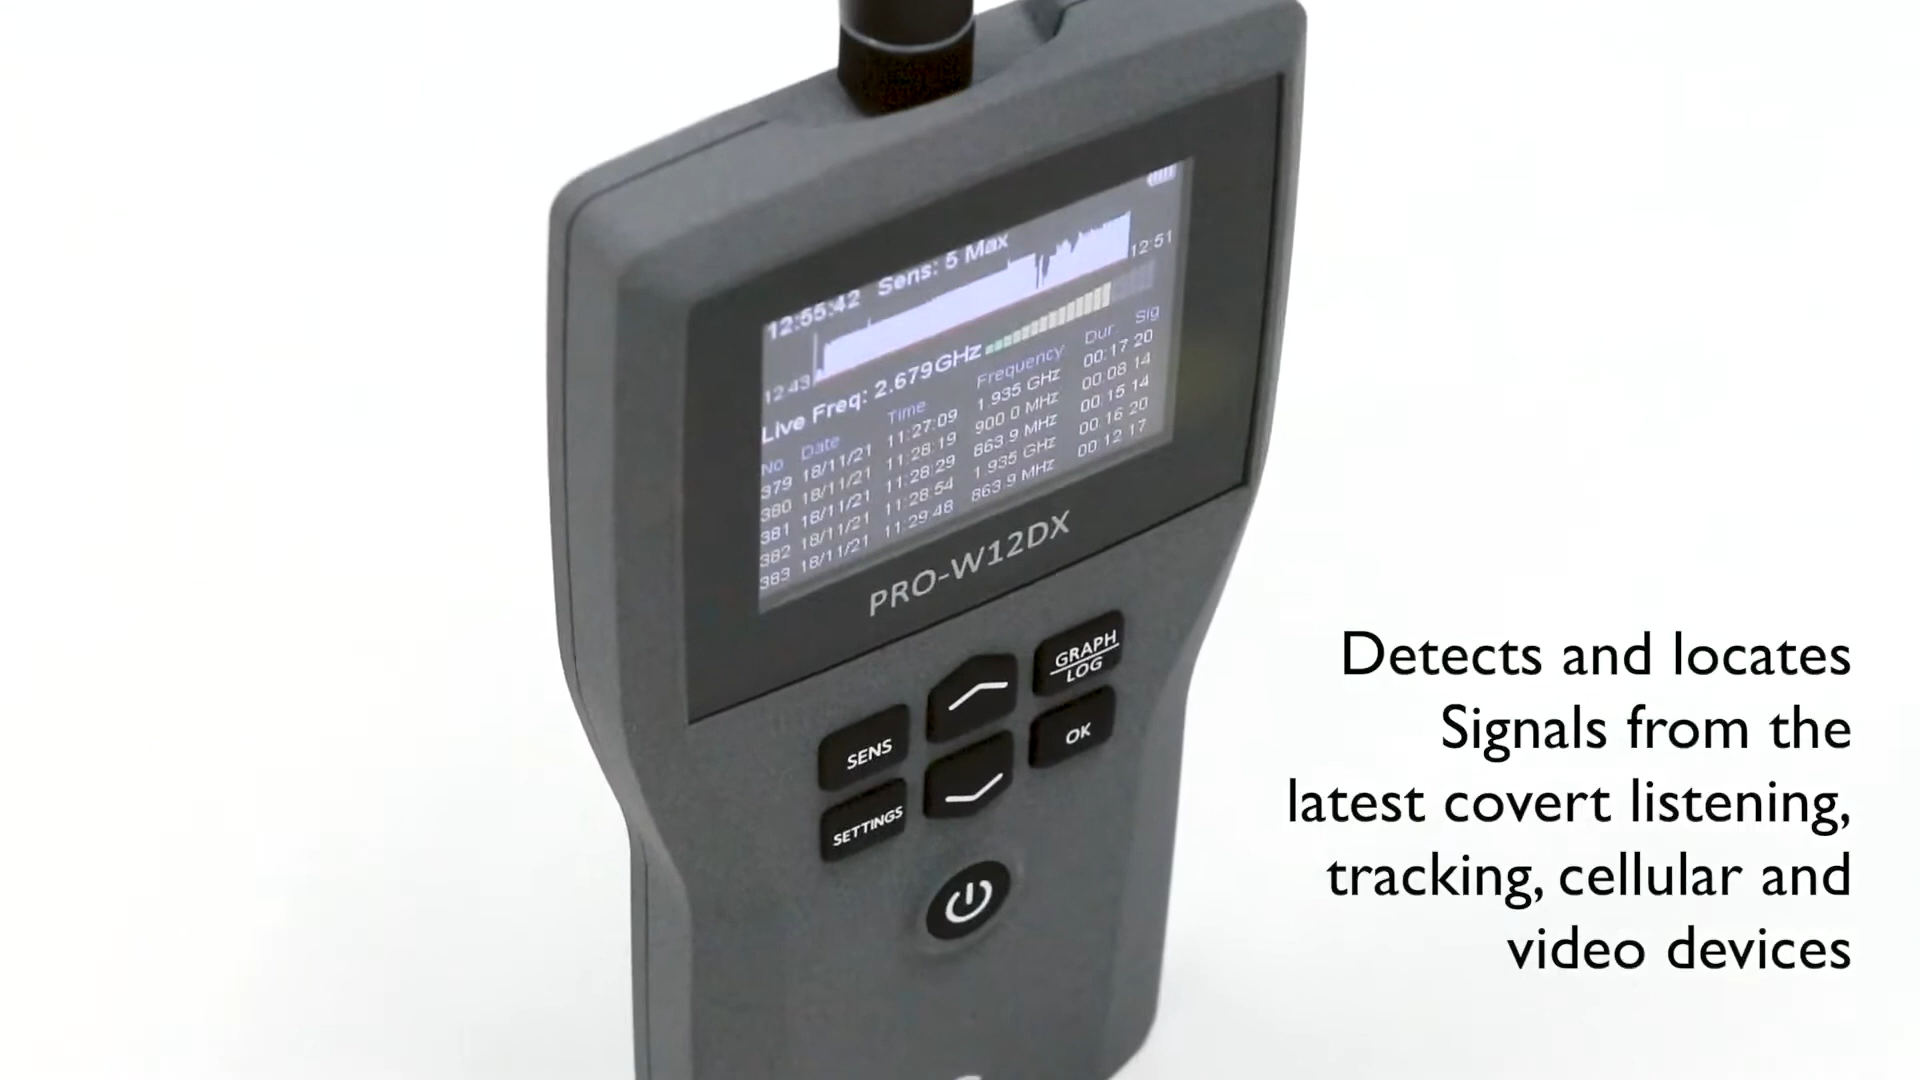 12:55:42 Sens: 5 Max
12:43
12:51
Live Freq: 2.679GHz
No Date Time Frequency Dur Sig
379 18/11/21 11:27:09 1.935 GHz 00:17 20
380 18/11/21 11:28:19 900.0 MHz 00:08 14
381 18/11/21 11:28:29 863.9 MHz 00:15 14
382 18/11/21 11:28:54 1.935 GHz 00:16 20
383 18/11/21 11:29:48 863.9 MHz 00:12 17
PRO-W12DX
GRAPH
LOG
SENS
OK
SETTINGS
Detects and locates
Signals from the
latest covert listening,
tracking, cellular and
video devices